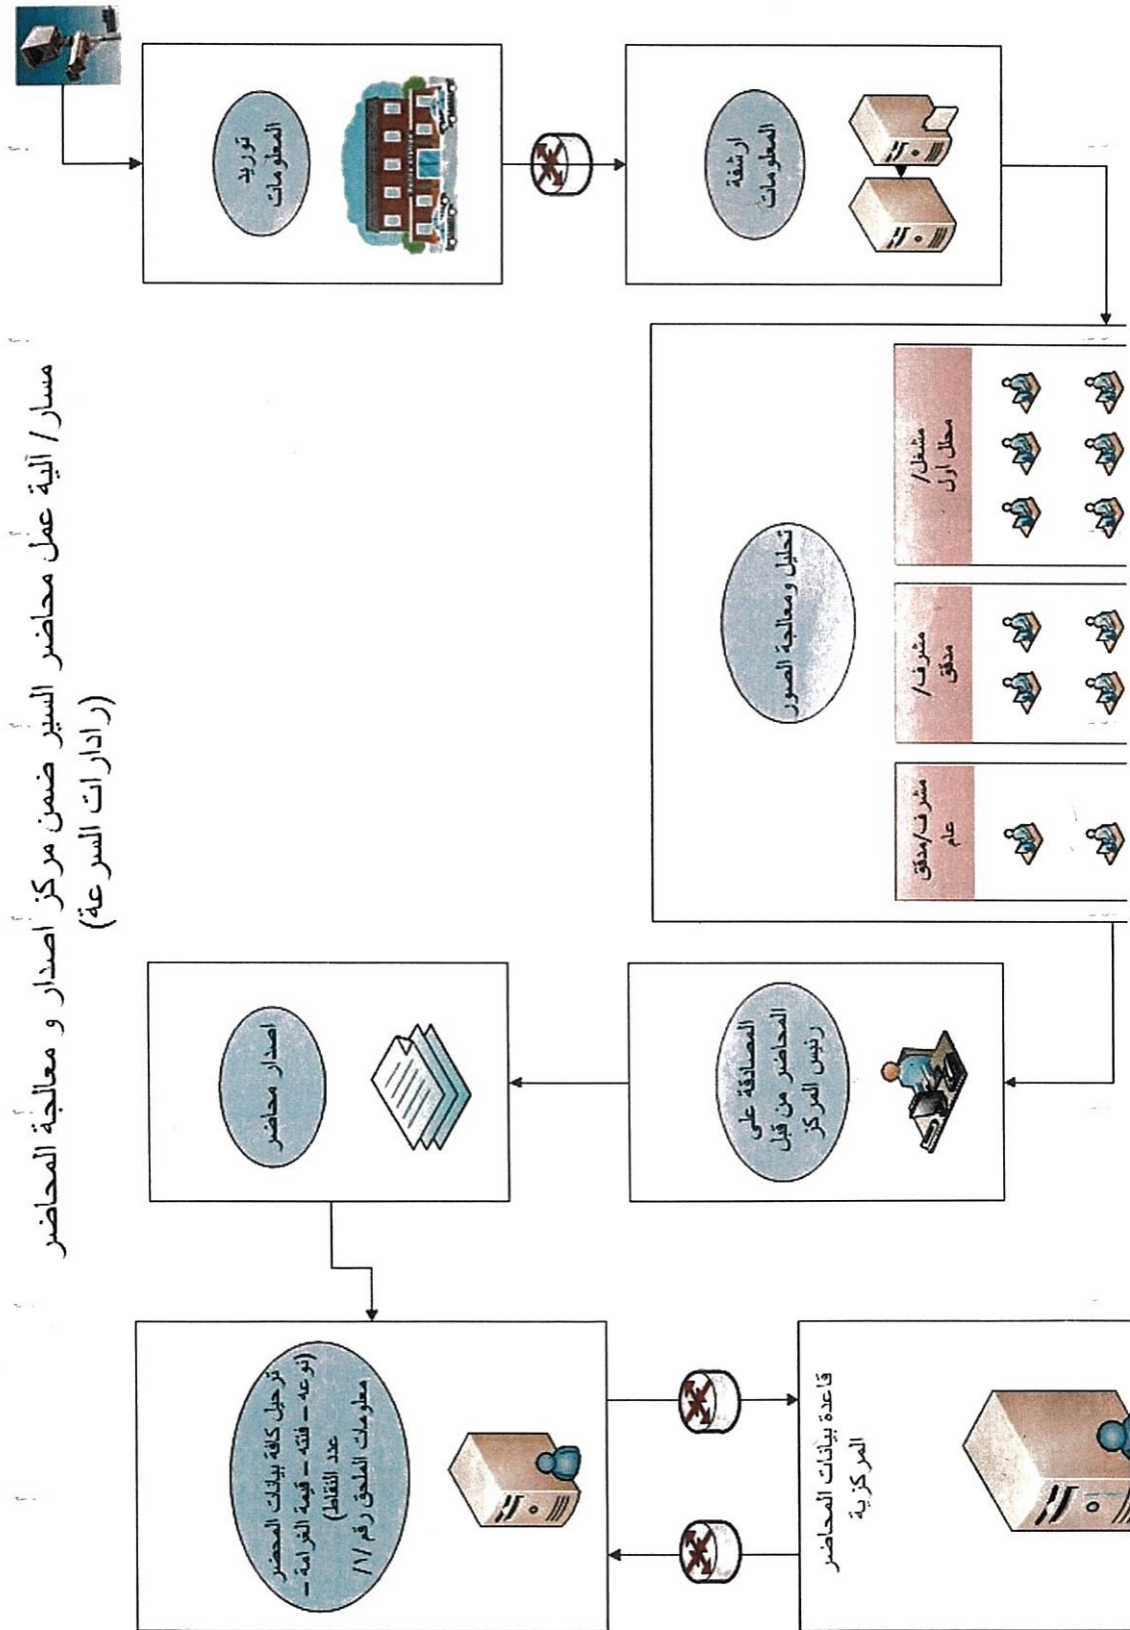 مسار / آلية عمل محاضر السير ضمن مركز اصدار و معالجة المحاضر
(رادارات السرعة)
توريد
المعلومات
ارشفة
المعلومات
تحليل ومعالجة الصور
مشغل/
محلل اول
مشرف/
مدقق
مشرف/مدقق
عام
المصادقة على
المحاضر من قبل
رئيس المركز
اصدار محاضر
ترحيل كافة بيانات المحضر
(نوعه – فئته – قيمة الغرامة –
معلومات الملحق رقم /١/
عدد النقاط)
قاعدة بيانات المحاضر
المركزية